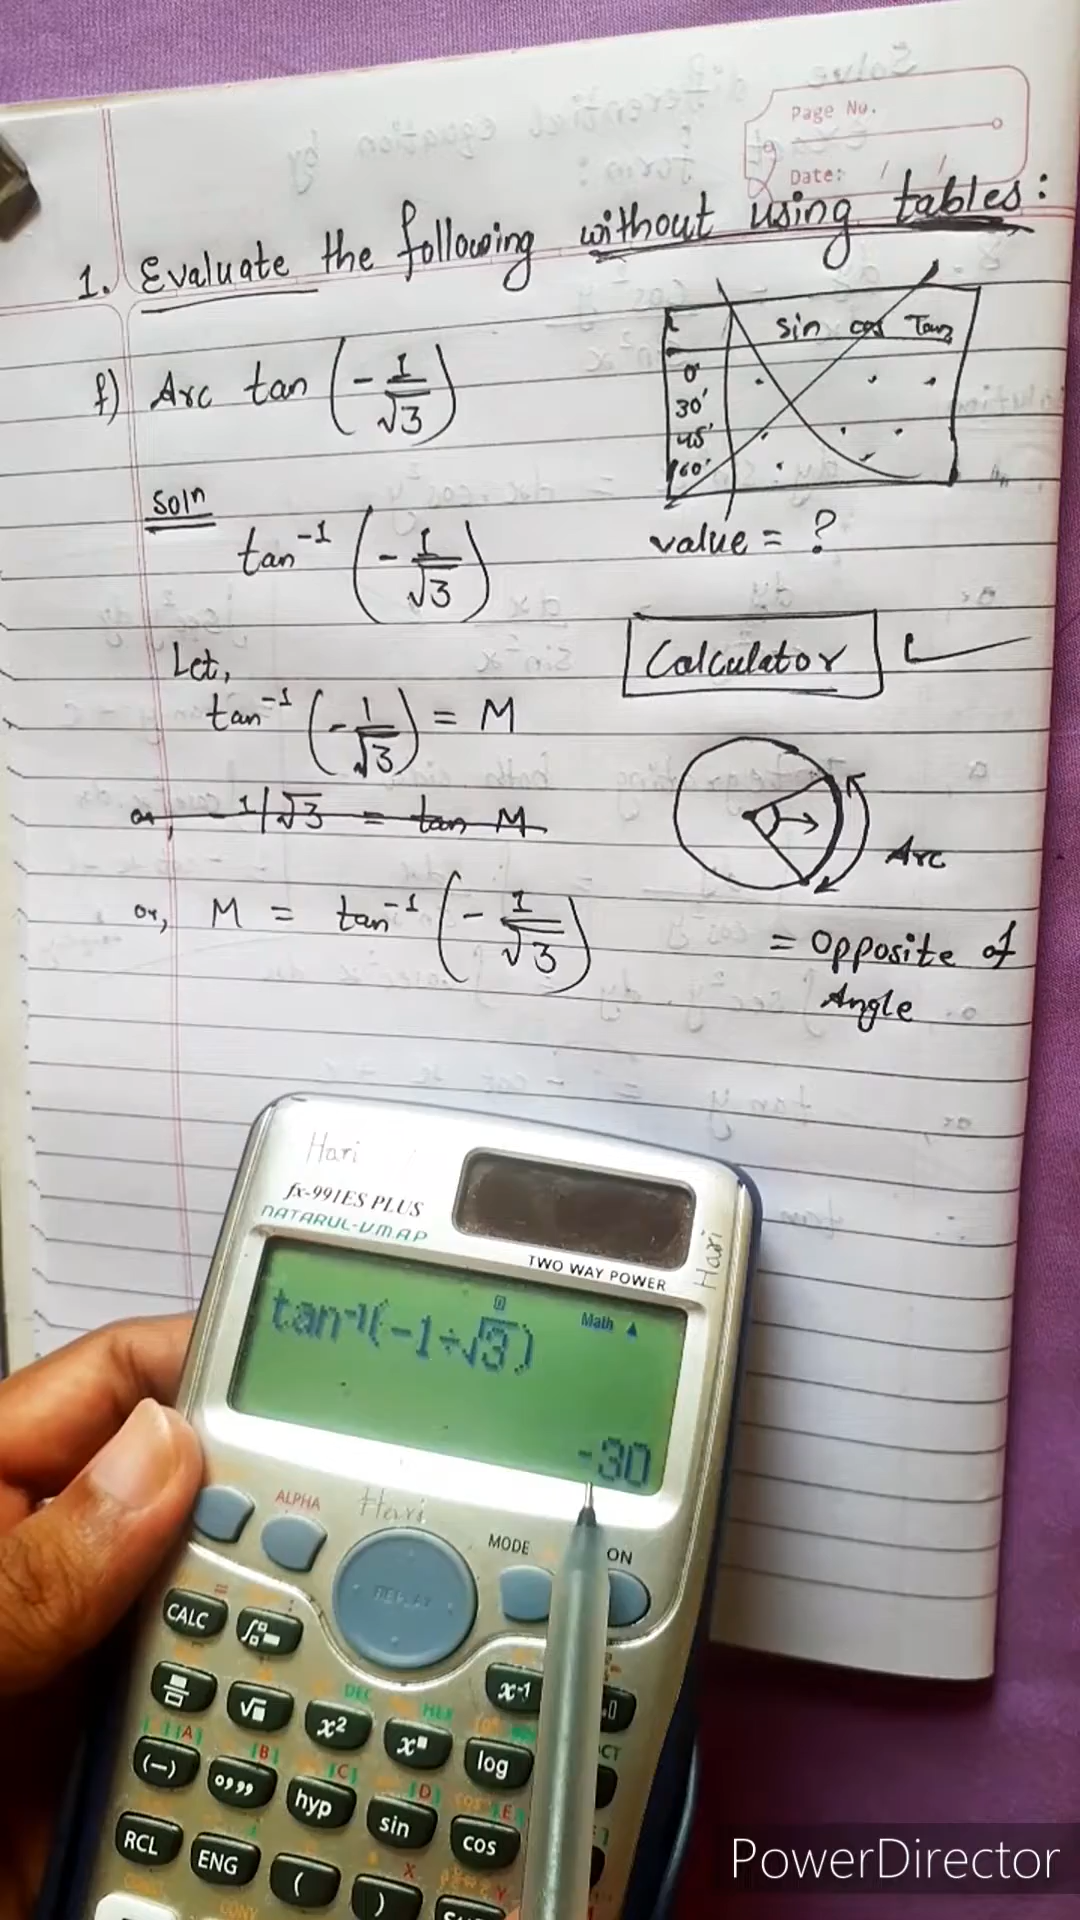 Page No.
Date: / /
1. Evaluate the following without using tables:
f) Arc tan (-1/√3)
sin cos Tan
0°
30°
45°
60°
Soln
tan⁻¹ (-1/√3)
value = ?
Let,
Calculator
tan⁻¹ (-1/√3) = M
or, -1/√3 = tan M
Arc
or, M = tan⁻¹ (-1/√3)
= Opposite of
Angle
Hari
fx-991ES PLUS
NATARUL-V.M.A.P
TWO WAY POWER
Hari
D Math ▲
tan⁻¹(-1÷√3)
-30
ALPHA Hari MODE ON
REPLAY
CALC
x⁻¹
DEC HEX
√■ x² x■ log
(A) (B) (C) (D) (E)
(-) °,,, hyp sin cos
RCL ENG ( )
X
PowerDirector